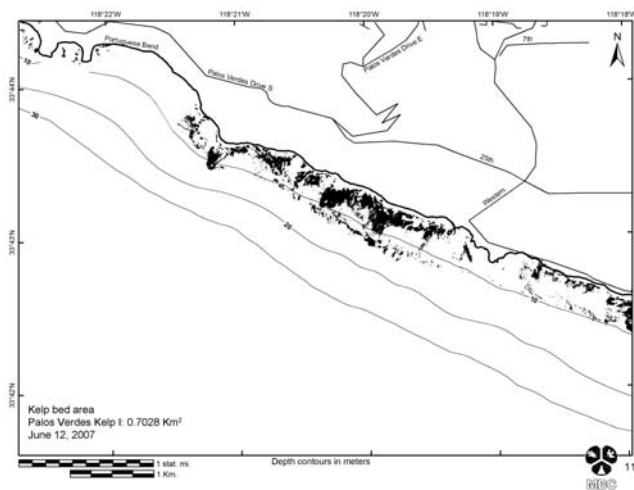 118°22'W 118°21'W 118°20'W 118°19'W 118°18'W
Portuguese Bend
7th
N
Palos Verdes Drive E
Palos Verdes Drive S
10
33°44'N
30
25th
Western
33°43'N
20
10
33°42'N
Kelp bed area
Palos Verdes Kelp I: 0.7028 Km²
June 12, 2007
1 stat. mi.
1 Km.
Depth contours in meters
MBC
11